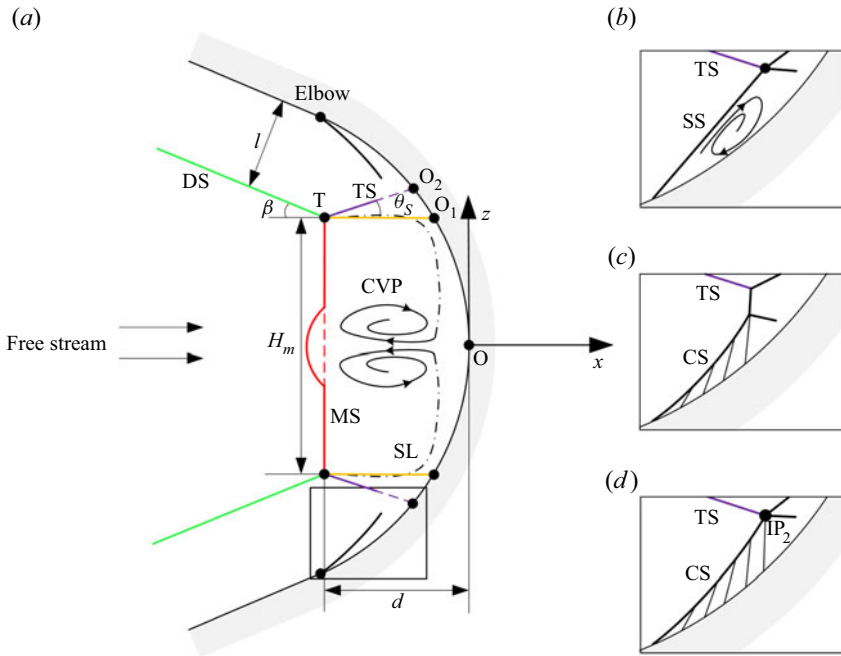 (a)
Elbow
l
DS
β
T
TS
θS
O2
O1
z
CVP
Free stream
Hm
O
x
MS
SL
d
(b)
TS
SS
(c)
TS
CS
(d)
TS
IP2
CS